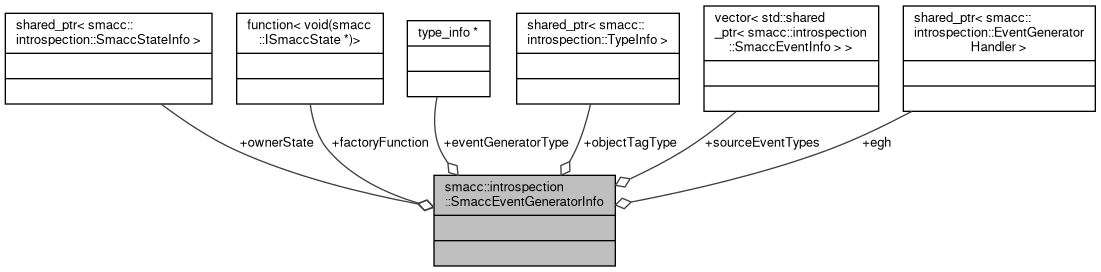 shared_ptr< smacc::
introspection::SmaccStateInfo >
function< void(smacc
::ISmaccState *)>
type_info *
shared_ptr< smacc::
introspection::TypeInfo >
vector< std::shared
_ptr< smacc::introspection
::SmaccEventInfo > >
shared_ptr< smacc::
introspection::EventGenerator
Handler >
+ownerState
+factoryFunction
+eventGeneratorType
+objectTagType
+sourceEventTypes
+egh
smacc::introspection
::SmaccEventGeneratorInfo